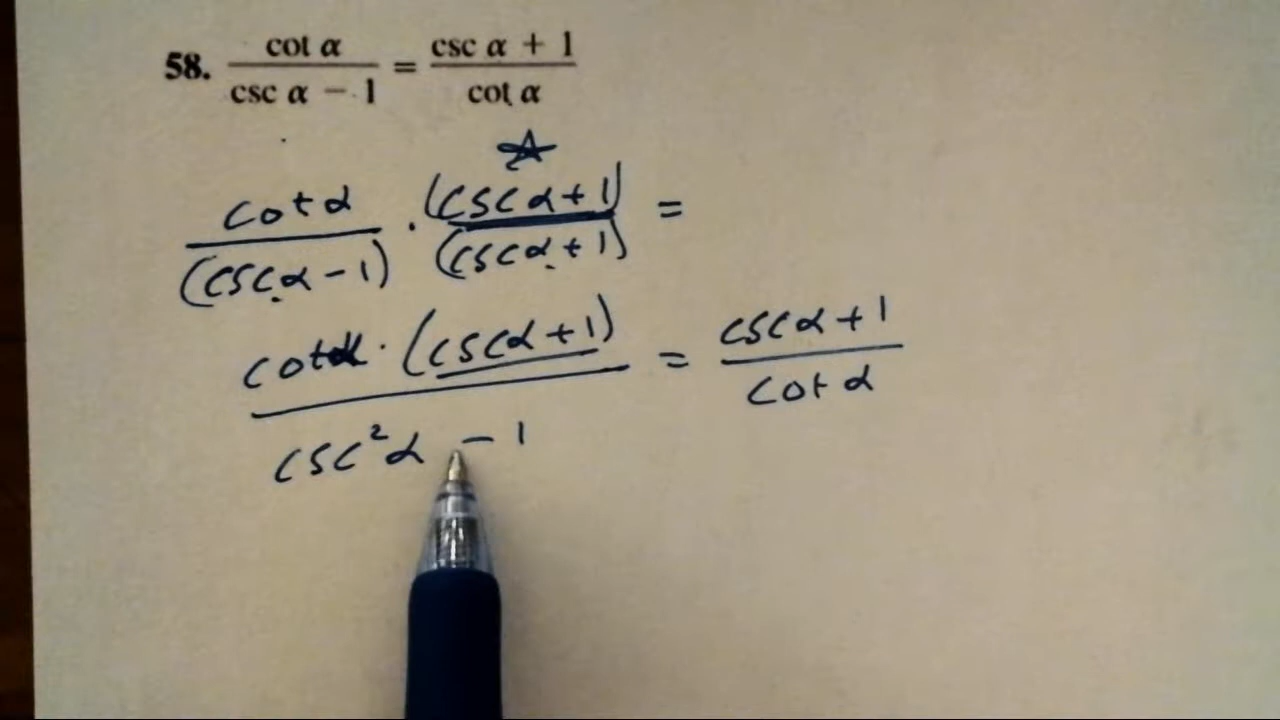 58. cot α / csc α − 1 = csc α + 1 / cot α
cot α / (csc α − 1) · (csc α + 1) / (csc α + 1) =
cot α · (csc α + 1) / csc² α − 1 = csc α + 1 / cot α